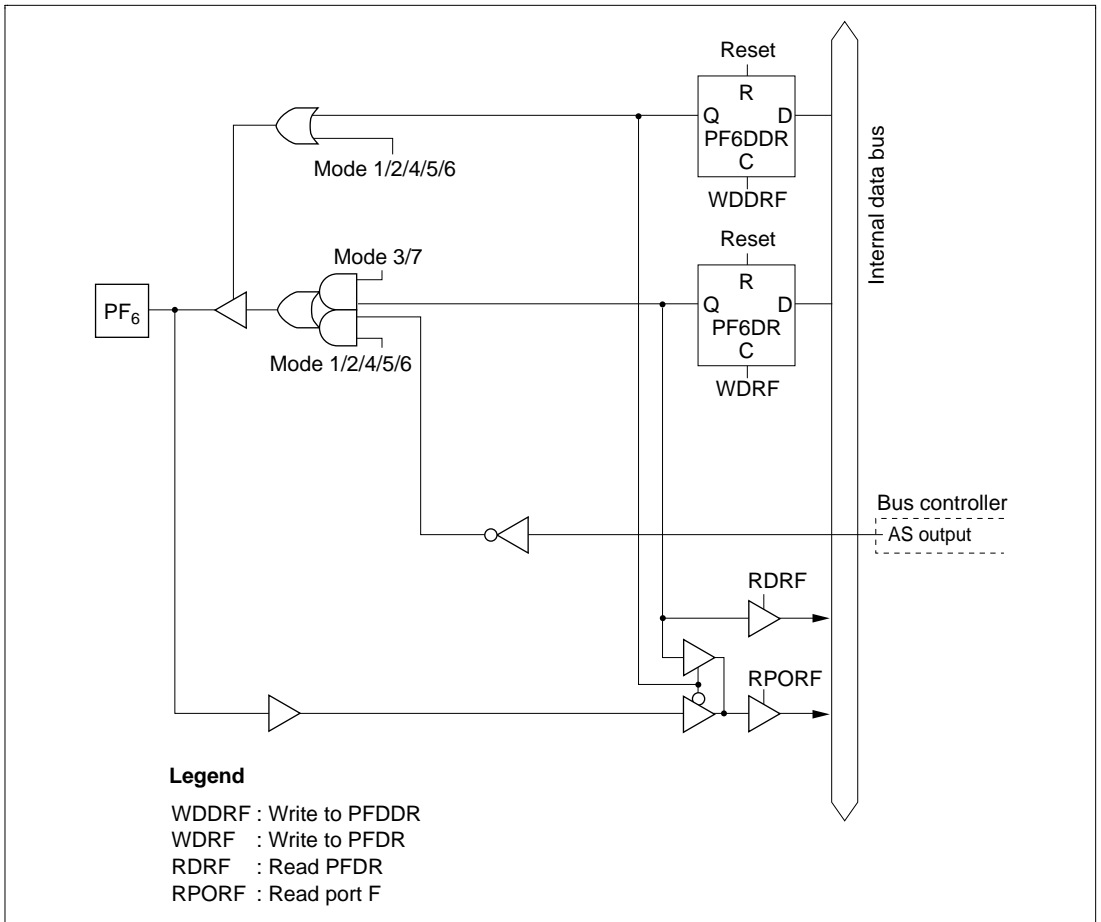 Reset
R
Q D
PF6DDR
C
WDDRF
Mode 1/2/4/5/6
Internal data bus
Reset
R
Q D
PF6DR
C
WDRF
Mode 3/7
PF6
Mode 1/2/4/5/6
Bus controller
AS output
RDRF
RPORF
Legend
WDDRF : Write to PFDDR
WDRF : Write to PFDR
RDRF : Read PFDR
RPORF : Read port F